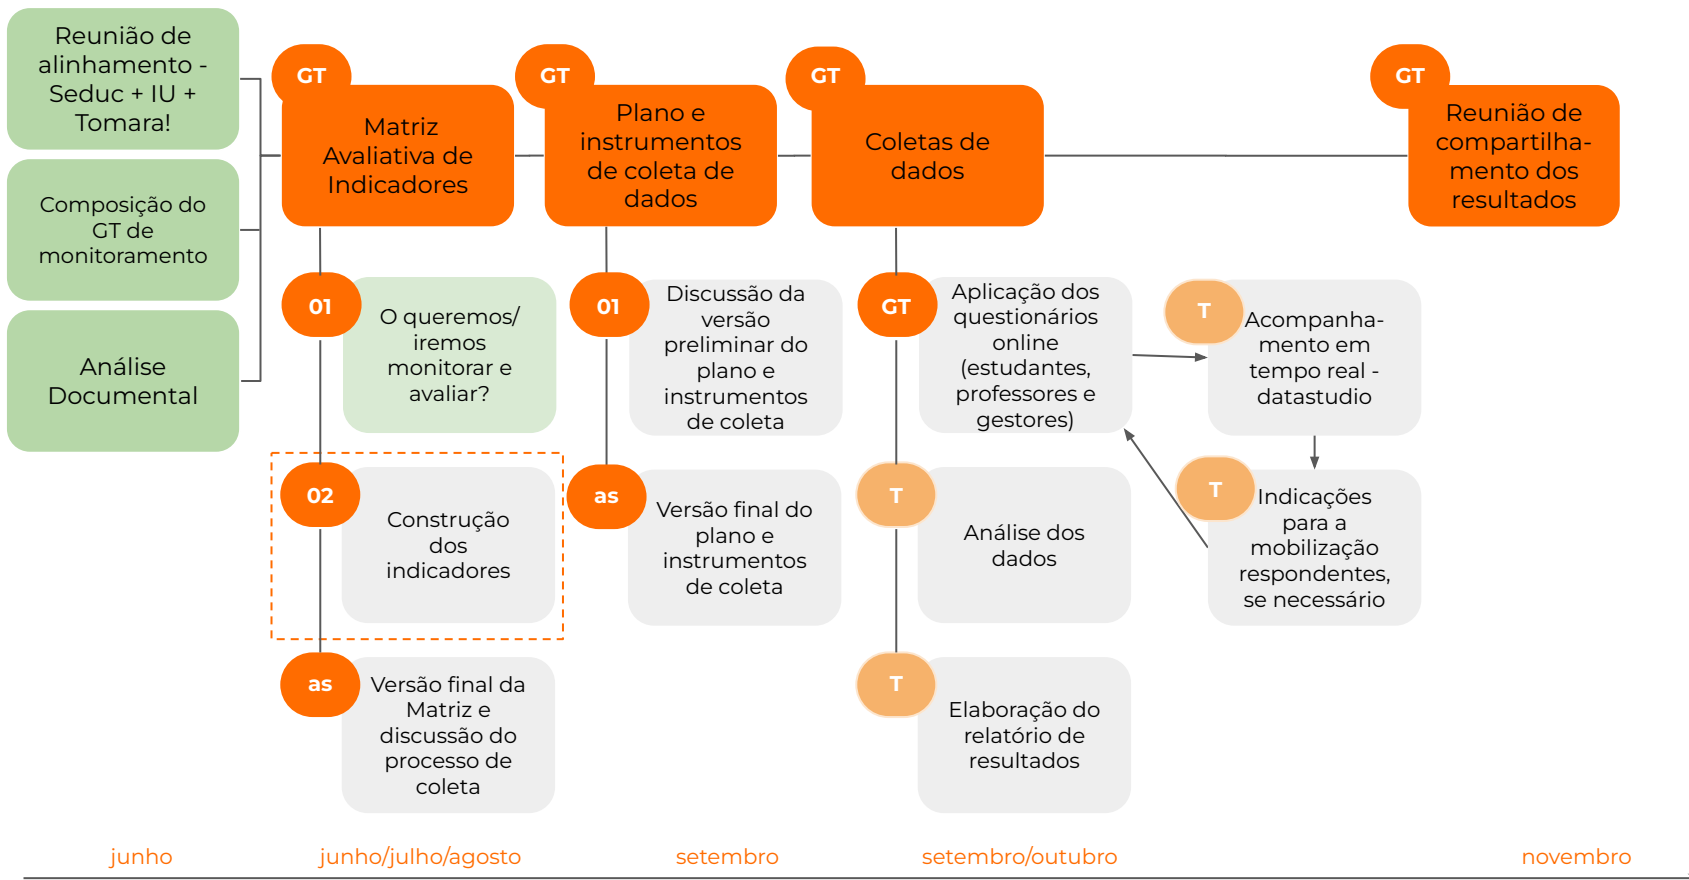 Reunião de
alinhamento -
Seduc + IU +
Tomara!
Composição do
GT de
monitoramento
Análise
Documental
GT
Matriz
Avaliativa de
Indicadores
01
O queremos/
iremos
monitorar e
avaliar?
02
Construção
dos
indicadores
as
Versão final da
Matriz e
discussão do
processo de
coleta
GT
Plano e
instrumentos
de coleta de
dados
01
Discussão da
versão
preliminar do
plano e
instrumentos
de coleta
as
Versão final do
plano e
instrumentos
de coleta
GT
Coletas de
dados
GT
Aplicação dos
questionários
online
(estudantes,
professores e
gestores)
T
Análise dos
dados
T
Elaboração do
relatório de
resultados
T
Acompanha-
mento em
tempo real -
datastudio
T
Indicações
para a
mobilização
respondentes,
se necessário
GT
Reunião de
compartilha-
mento dos
resultados
junho
junho/julho/agosto
setembro
setembro/outubro
novembro